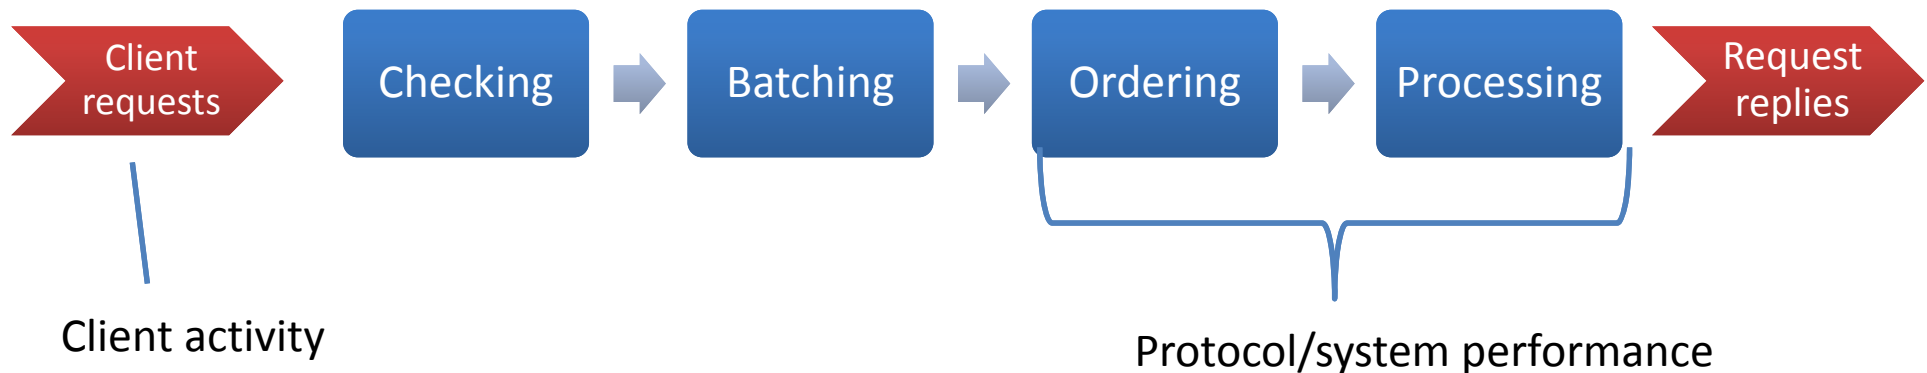 Client
requests
Checking
Batching
Ordering
Processing
Request
replies
Client activity
Protocol/system performance